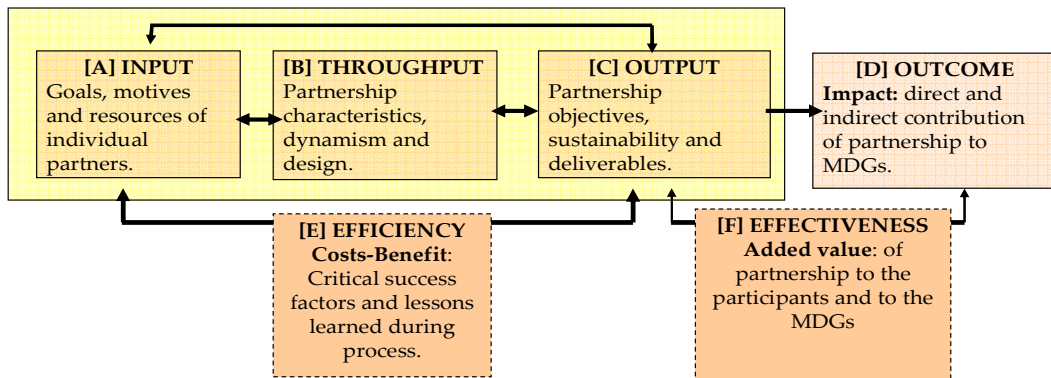 [A] INPUT
Goals, motives
and resources of
individual
partners.
[B] THROUGHPUT
Partnership
characteristics,
dynamism and
design.
[C] OUTPUT
Partnership
objectives,
sustainability and
deliverables.
[D] OUTCOME
Impact: direct and
indirect contribution
of partnership to
MDGs.
[E] EFFICIENCY
Costs-Benefit:
Critical success
factors and lessons
learned during
process.
[F] EFFECTIVENESS
Added value: of
partnership to the
participants and to the
MDGs